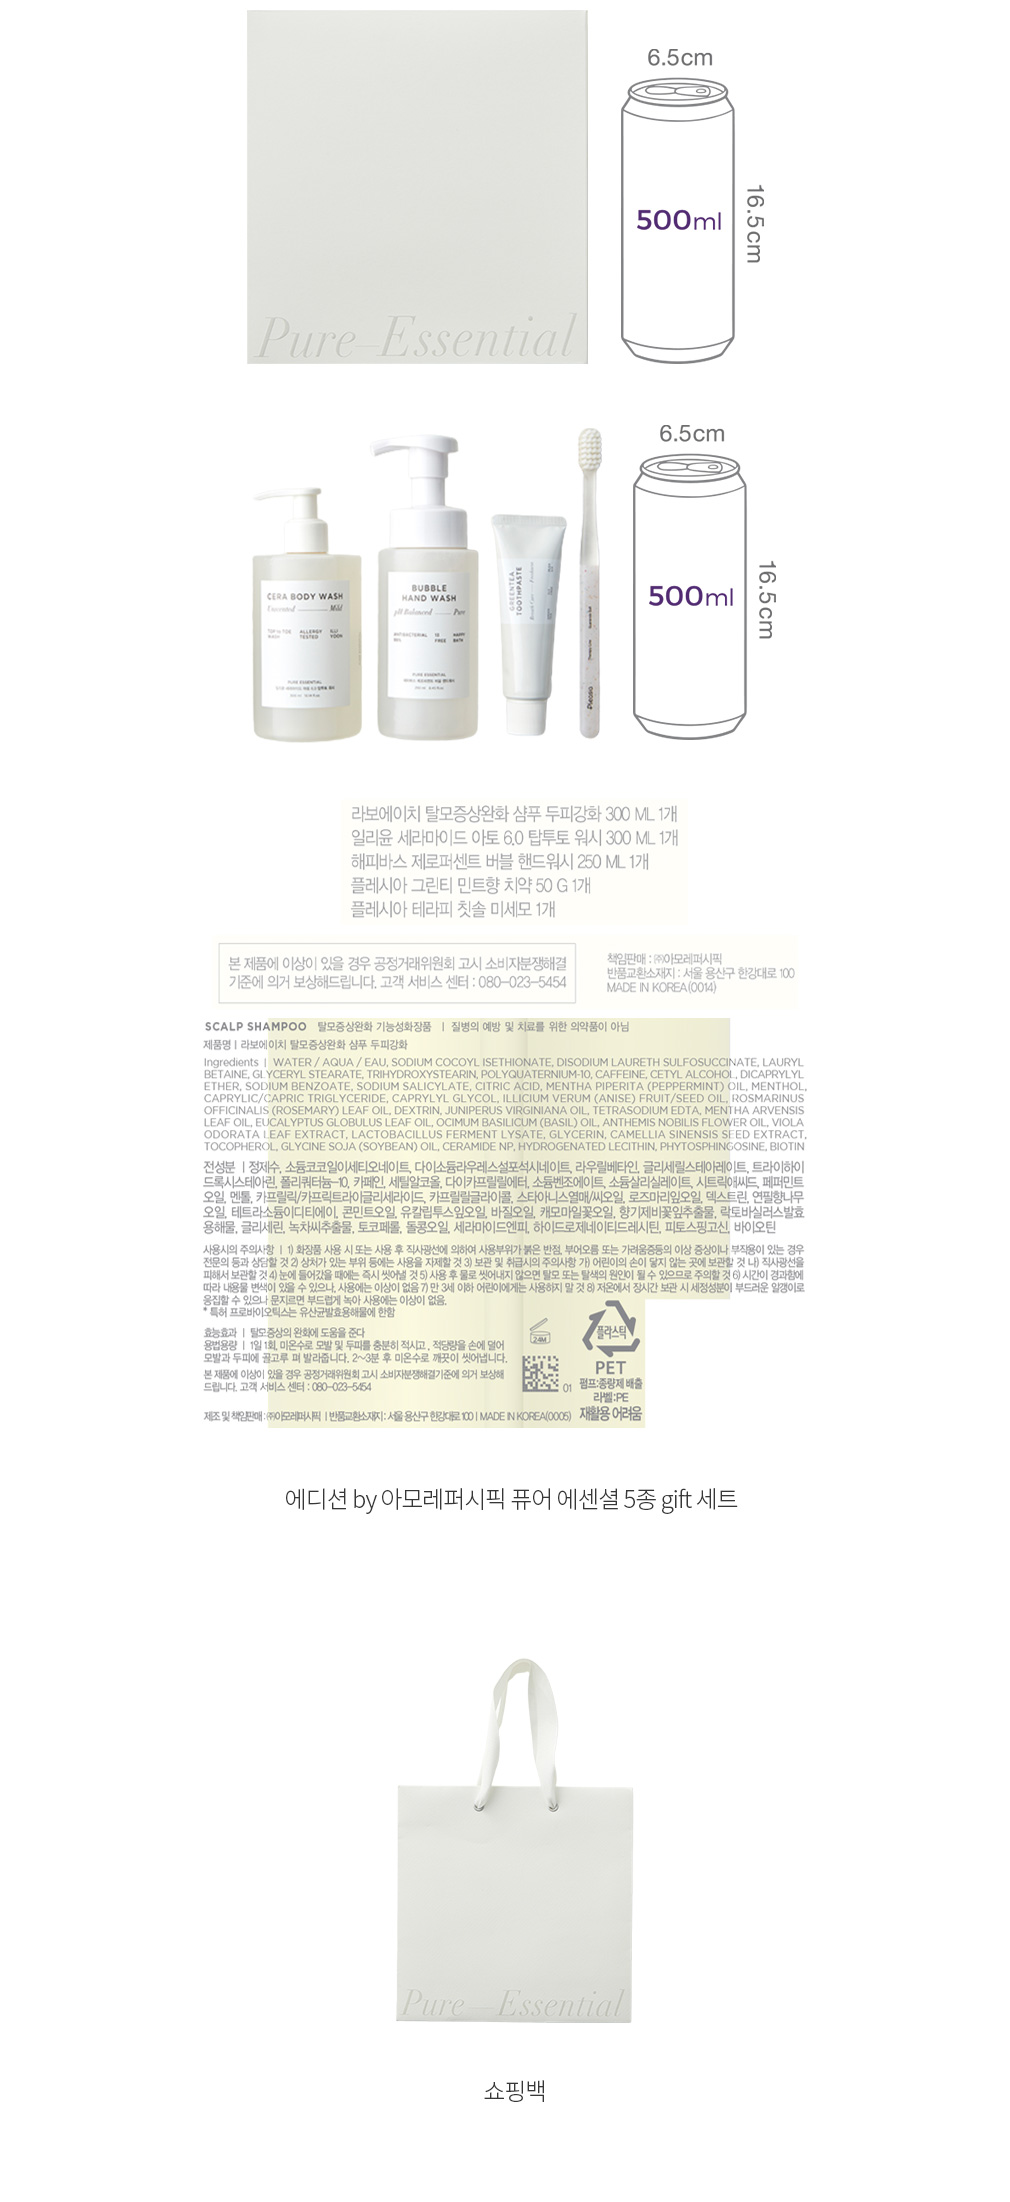 6.5cm
500ml
16.5cm
Pure-Essential
6.5cm
500ml
16.5cm
CERA BODY WASH
Unscented — Mild
TOP to TOE WASH
ALLERGY TESTED
ILLI YOON
PURE ESSENTIAL
BUBBLE
HAND WASH
pH Balanced — Pure
ANTIBACTERIAL
FREE
HAPPY BATH
PURE ESSENTIAL
GREENTEA
TOOTHPASTE
라보에이치 탈모증상완화 샴푸 두피강화 300 ML 1개
일리윤 세라마이드 아토 6.0 탑투토 워시 300 ML 1개
해피바스 제로퍼센트 버블 핸드워시 250 ML 1개
플레시아 그린티 민트향 치약 50 G 1개
플레시아 테라피 칫솔 미세모 1개
본 제품에 이상이 있을 경우 공정거래위원회 고시 소비자분쟁해결
기준에 의거 보상해드립니다. 고객 서비스 센터 : 080-023-5454
책임판매 : ㈜아모레퍼시픽
반품교환소재지 : 서울 용산구 한강대로 100
MADE IN KOREA(0014)
SCALP SHAMPOO 탈모증상완화 기능성화장품 | 질병의 예방 및 치료를 위한 의약품이 아님
제품명 | 라보에이치 탈모증상완화 샴푸 두피강화
Ingredients | WATER / AQUA / EAU, SODIUM COCOYL ISETHIONATE, DISODIUM LAURETH SULFOSUCCINATE, LAURYL
BETAINE, GLYCERYL STEARATE, TRIHYDROXYSTEARIN, POLYQUATERNIUM-10, CAFFEINE, CETYL ALCOHOL, DICAPRYLYL
ETHER, SODIUM BENZOATE, SODIUM SALICYLATE, CITRIC ACID, MENTHA PIPERITA (PEPPERMINT) OIL, MENTHOL,
CAPRYLIC/CAPRIC TRIGLYCERIDE, CAPRYLYL GLYCOL, ILLICIUM VERUM (ANISE) FRUIT/SEED OIL, ROSMARINUS
OFFICINALIS (ROSEMARY) LEAF OIL, DEXTRIN, JUNIPERUS VIRGINIANA OIL, TETRASODIUM EDTA, MENTHA ARVENSIS
LEAF OIL, EUCALYPTUS GLOBULUS LEAF OIL, OCIMUM BASILICUM (BASIL) OIL, ANTHEMIS NOBILIS FLOWER OIL, VIOLA
ODORATA LEAF EXTRACT, LACTOBACILLUS FERMENT LYSATE, GLYCERIN, CAMELLIA SINENSIS SEED EXTRACT,
TOCOPHEROL, GLYCINE SOJA (SOYBEAN) OIL, CERAMIDE NP, HYDROGENATED LECITHIN, PHYTOSPHINGOSINE, BIOTIN
전성분 | 정제수, 소듐코코일이세티오네이트, 다이소듐라우레스설포석시네이트, 라우릴베타인, 글리세릴스테아레이트, 트라이하이
드록시스테아린, 폴리쿼터늄-10, 카페인, 세틸알코올, 다이카프릴릴에터, 소듐벤조에이트, 소듐살리실레이트, 시트릭애씨드, 페퍼민트
오일, 멘톨, 카프릴릭/카프릭트라이글리세라이드, 카프릴릴글라이콜, 스타아니스열매/씨오일, 로즈마리잎오일, 덱스트린, 연필향나무
오일, 테트라소듐이디티에이, 콘민트오일, 유칼립투스잎오일, 바질오일, 캐모마일꽃오일, 향기제비꽃잎추출물, 락토바실러스발효
용해물, 글리세린, 녹차씨추출물, 토코페롤, 돌콩오일, 세라마이드엔피, 하이드로제네이티드레시틴, 피토스핑고신, 바이오틴
사용시의 주의사항 | 1) 화장품 사용 시 또는 사용 후 직사광선에 의하여 사용부위가 붉은 반점, 부어오름 또는 가려움증등의 이상 증상이나 부작용이 있는 경우
전문의 등과 상담할 것 2) 상처가 있는 부위 등에는 사용을 자제할 것 3) 보관 및 취급시의 주의사항 가) 어린이의 손이 닿지 않는 곳에 보관할 것 나) 직사광선을
피해서 보관할 것 4) 눈에 들어갔을 때에는 즉시 씻어낼 것 5) 사용 후 물로 씻어내지 않으면 탈모 또는 탈색의 원인이 될 수 있으므로 주의할 것 6) 시간이 경과함에
따라 내용물 변색이 있을 수 있으나, 사용에는 이상이 없음 7) 만 3세 이하 어린이에게는 사용하지 말 것 8) 저온에서 장시간 보관 시 세정성분이 부드러운 알갱이로
응집할 수 있으나 문지르면 부드럽게 녹아 사용에는 이상이 없음.
* 특허 프로바이오틱스는 유산균발효용해물에 한함
효능효과 | 탈모증상의 완화에 도움을 준다
용법용량 | 1일 1회, 미온수로 모발 및 두피를 충분히 적시고, 적당량을 손에 덜어
모발과 두피에 골고루 펴 발라줍니다. 2~3분 후 미온수로 깨끗이 씻어냅니다.
본 제품에 이상이 있을 경우 공정거래위원회 고시 소비자분쟁해결기준에 의거 보상해
드립니다. 고객 서비스 센터 : 080-023-5454
제조 및 책임판매 : ㈜아모레퍼시픽 | 반품교환소재지 : 서울 용산구 한강대로 100 | MADE IN KOREA(0005)
24M
01
플라스틱
PET
펌프:종량제 배출
라벨:PE
재활용 어려움
에디션 by 아모레퍼시픽 퓨어 에센셜 5종 gift 세트
Pure—Essential
쇼핑백